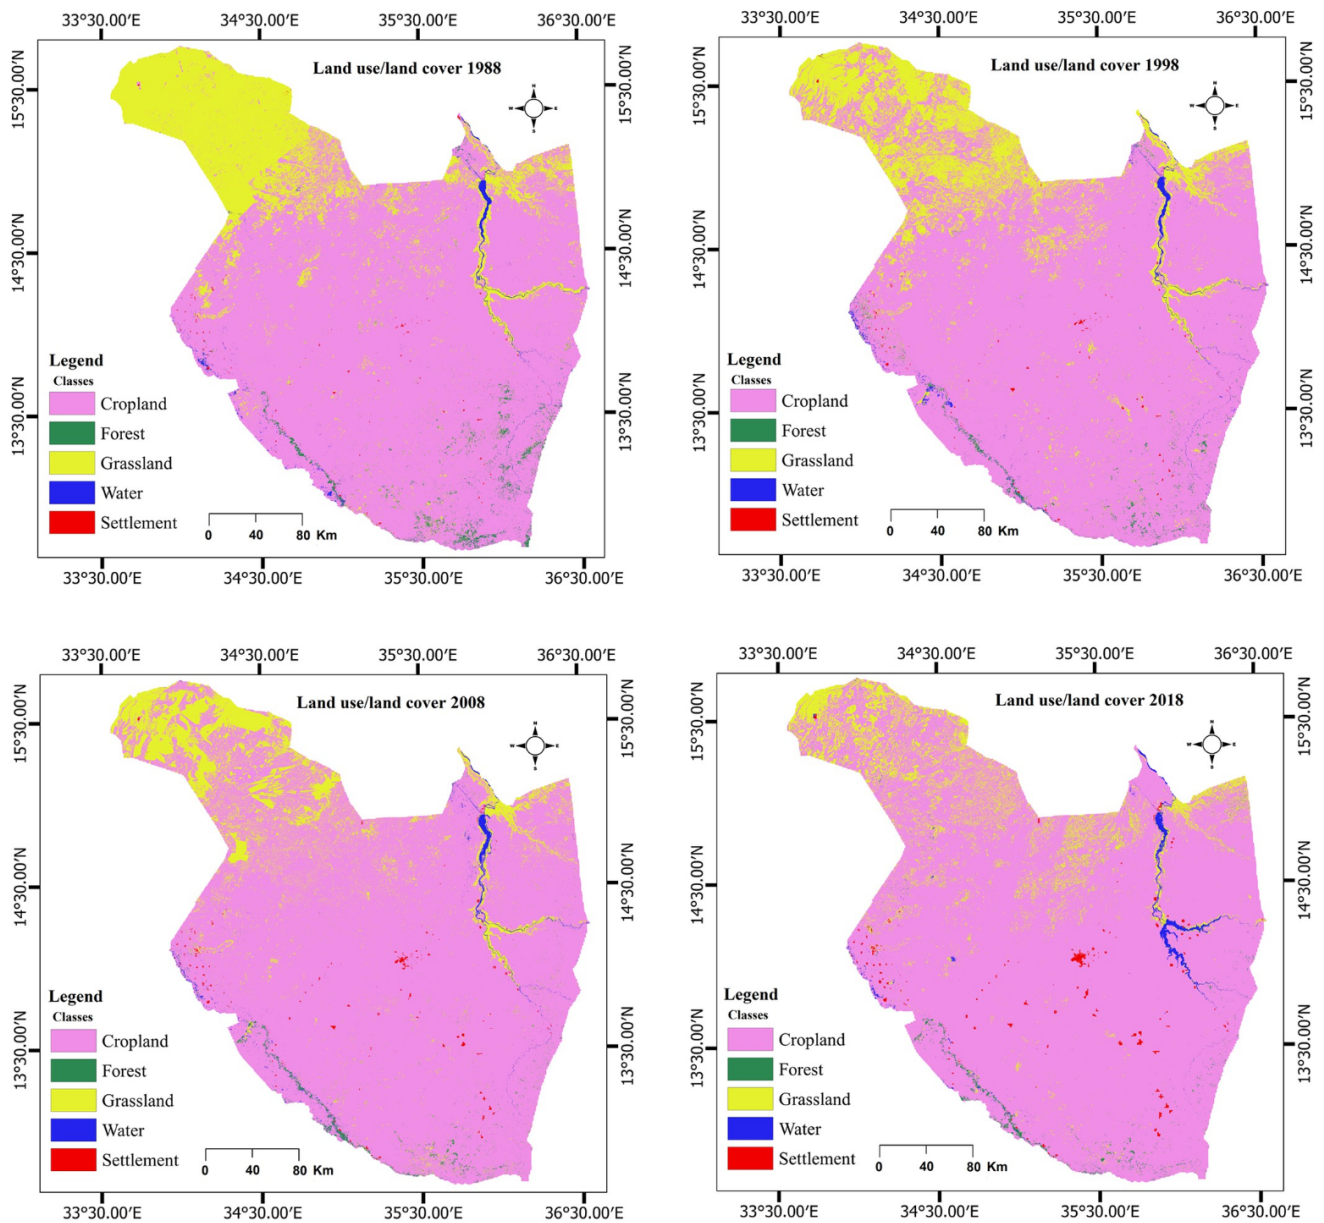 33°30.00′E 34°30.00′E 35°30.00′E 36°30.00′E
Land use/land cover 1988
N
W E
S
15°30.00′N 15°30.00′N
14°30.00′N 14°30.00′N
13°30.00′N 13°30.00′N
Legend
Classes
Cropland
Forest
Grassland
Water
Settlement
0 40 80 Km
33°30.00′E 34°30.00′E 35°30.00′E 36°30.00′E
33°30.00′E 34°30.00′E 35°30.00′E 36°30.00′E
Land use/land cover 1998
N
W E
S
15°30.00′N 15°30.00′N
14°30.00′N 14°30.00′N
13°30.00′N 13°30.00′N
Legend
Classes
Cropland
Forest
Grassland
Water
Settlement
0 40 80 Km
33°30.00′E 34°30.00′E 35°30.00′E 36°30.00′E
33°30.00′E 34°30.00′E 35°30.00′E 36°30.00′E
Land use/land cover 2008
N
W E
S
15°30.00′N 15°30.00′N
14°30.00′N 14°30.00′N
13°30.00′N 13°30.00′N
Legend
Classes
Cropland
Forest
Grassland
Water
Settlement
0 40 80 Km
33°30.00′E 34°30.00′E 35°30.00′E 36°30.00′E
33°30.00′E 34°30.00′E 35°30.00′E 36°30.00′E
Land use/land cover 2018
N
W E
S
15°30.00′N 15°30.00′N
14°30.00′N 14°30.00′N
13°30.00′N 13°30.00′N
Legend
Classes
Cropland
Forest
Grassland
Water
Settlement
0 40 80 Km
33°30.00′E 34°30.00′E 35°30.00′E 36°30.00′E